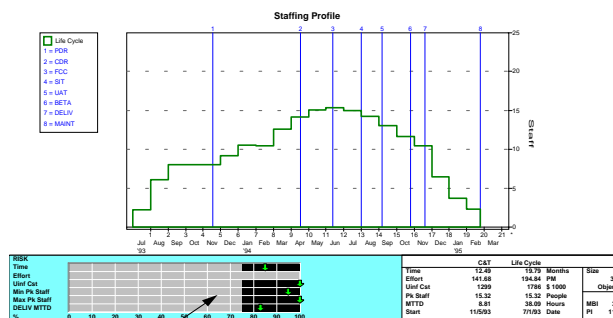 Staffing Profile
Life Cycle
1 = PDR
2 = CDR
3 = FCC
4 = SIT
5 = UAT
6 = BETA
7 = DELIV
8 = MAINT
1 2 3 4 5 6 7 8
25
20
15
10
5
0
Staff
1 2 3 4 5 6 7 8 9 10 11 12 13 14 15 16 17 18 19 20 21 *
Jul Aug Sep Oct Nov Dec Jan Feb Mar Apr May Jun Jul Aug Sep Oct Nov Dec Jan Feb Mar
'93 '94 '95
RISK
Time
Effort
Uinf Cst
Min Pk Staff
Max Pk Staff
DELIV MTTD
% 10 20 30 40 50 60 70 80 90 100
C&T Life Cycle
Time 12.49 19.79 Months
Effort 141.68 194.84 PM
Uinf Cst 1299 1786 $ 1000
Pk Staff 15.32 15.32 People
MTTD 8.81 38.09 Hours
Start 11/5/93 7/1/93 Date
Size 3
Obje
MBI
PI 1